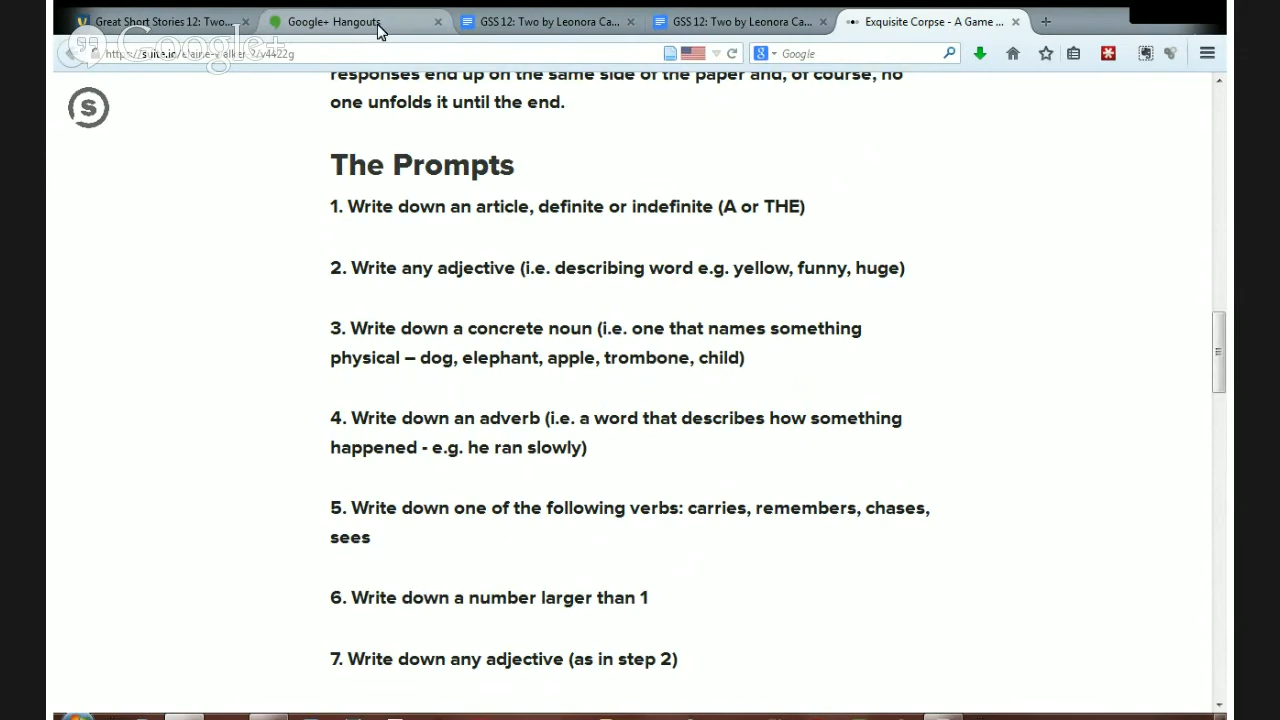 Great Short Stories 12: Two...
Google+ Hangouts
GSS 12: Two by Leonora Ca...
GSS 12: Two by Leonora Ca...
Exquisite Corpse - A Game ...
Google+
Google
S
responses end up on the same side of the paper and, of course, no
one unfolds it until the end.
The Prompts
1. Write down an article, definite or indefinite (A or THE)
2. Write any adjective (i.e. describing word e.g. yellow, funny, huge)
3. Write down a concrete noun (i.e. one that names something
physical – dog, elephant, apple, trombone, child)
4. Write down an adverb (i.e. a word that describes how something
happened - e.g. he ran slowly)
5. Write down one of the following verbs: carries, remembers, chases,
sees
6. Write down a number larger than 1
7. Write down any adjective (as in step 2)